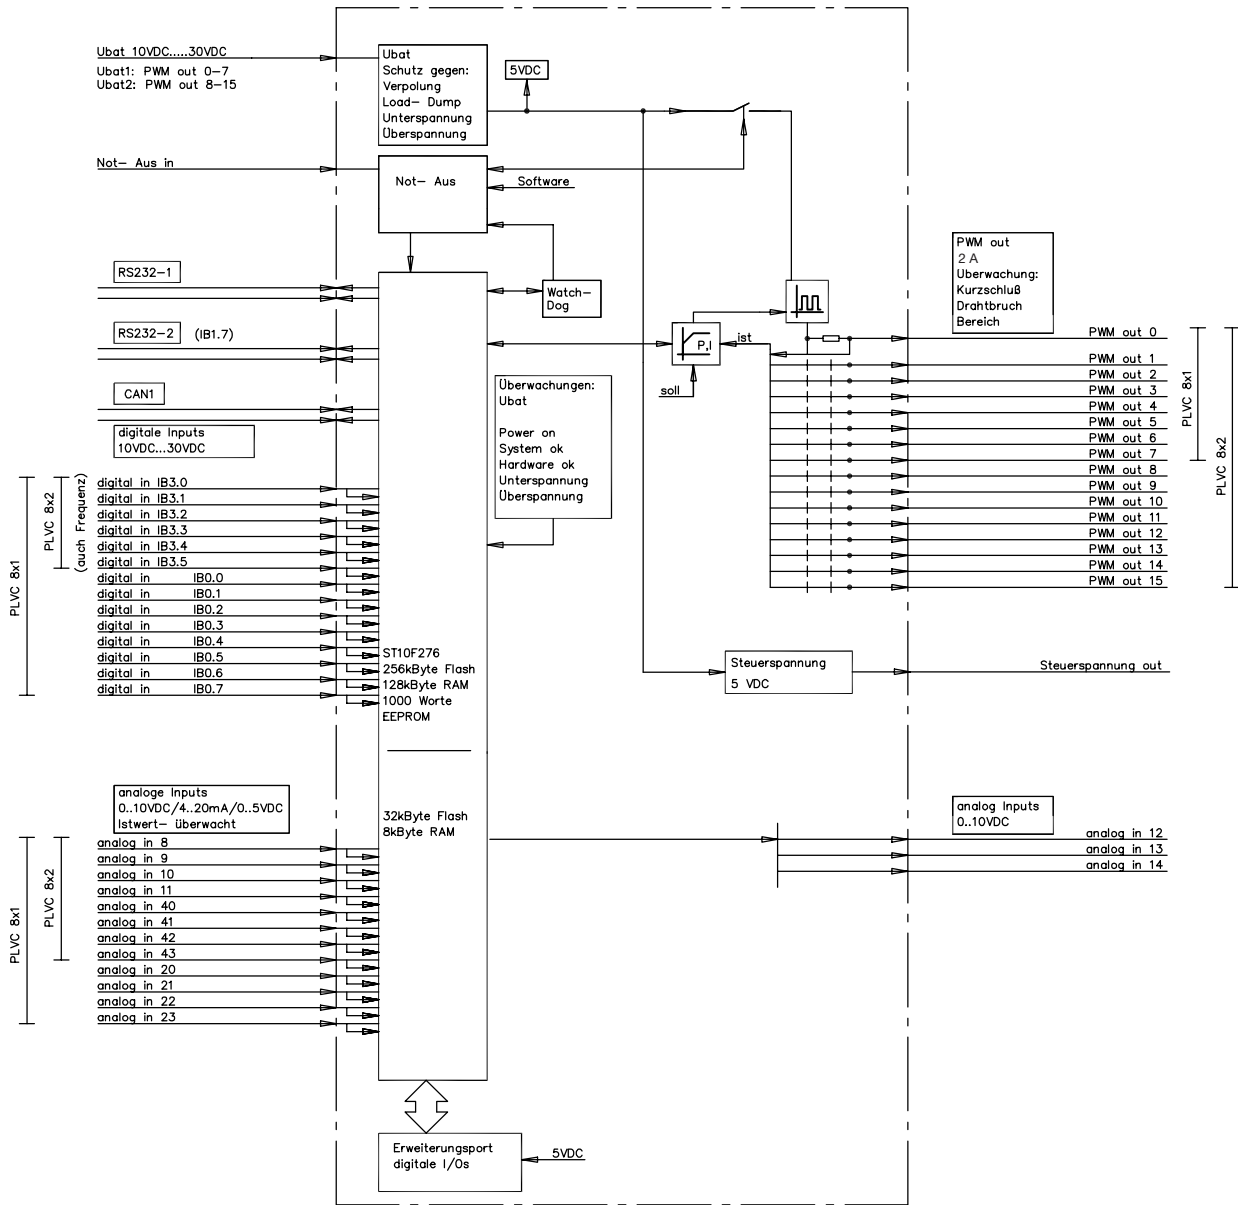 Ubat 10VDC.....30VDC
Ubat1: PWM out 0-7
Ubat2: PWM out 8-15
Ubat
Schutz gegen:
Verpolung
Load- Dump
Unterspannung
Überspannung
5VDC
Not- Aus in
Not- Aus
Software
RS232-1
RS232-2 (IB1.7)
CAN1
digitale Inputs
10VDC...30VDC
Watch-
Dog
P,I
ist
soll
PWM out
2 A
Uberwachung:
Kurzschluß
Drahtbruch
Bereich
PWM out 0
PWM out 1
PWM out 2
PWM out 3
PWM out 4
PWM out 5
PWM out 6
PWM out 7
PWM out 8
PWM out 9
PWM out 10
PWM out 11
PWM out 12
PWM out 13
PWM out 14
PWM out 15
PLVC 8x1
PLVC 8x2
Überwachungen:
Ubat
Power on
System ok
Hardware ok
Unterspannung
Überspannung
PLVC 8x1
PLVC 8x2
(auch Frequenz)
digital in IB3.0
digital in IB3.1
digital in IB3.2
digital in IB3.3
digital in IB3.4
digital in IB3.5
digital in IB0.0
digital in IB0.1
digital in IB0.2
digital in IB0.3
digital in IB0.4
digital in IB0.5
digital in IB0.6
digital in IB0.7
ST10F276
256kByte Flash
128kByte RAM
1000 Worte
EEPROM
Steuerspannung
5 VDC
Steuerspannung out
analoge Inputs
0..10VDC/4..20mA/0..5VDC
Istwert- überwacht
32kByte Flash
8kByte RAM
analog Inputs
0..10VDC
analog in 12
analog in 13
analog in 14
PLVC 8x1
PLVC 8x2
analog in 8
analog in 9
analog in 10
analog in 11
analog in 40
analog in 41
analog in 42
analog in 43
analog in 20
analog in 21
analog in 22
analog in 23
Erweiterungsport
digitale I/Os
5VDC